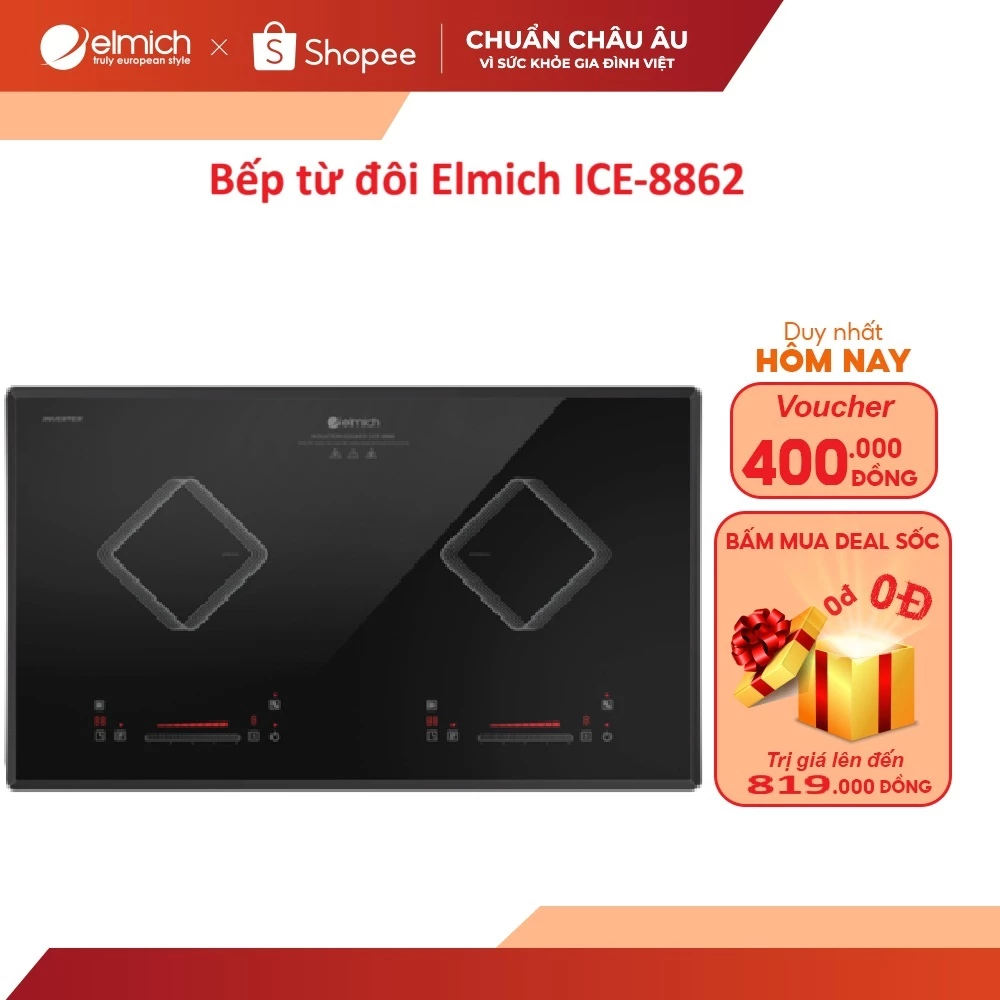 elmich
truly european style
×
S Shopee
CHUẨN CHÂU ÂU
VÌ SỨC KHỎE GIA ĐÌNH VIỆT
Bếp từ đôi Elmich ICE-8862
Duy nhất
HÔM NAY
Voucher
400.000
ĐỒNG
INVERTER
elmich
BẤM MUA DEAL SỐC
0đ 0Đ
Trị giá lên đến
819.000 ĐỒNG